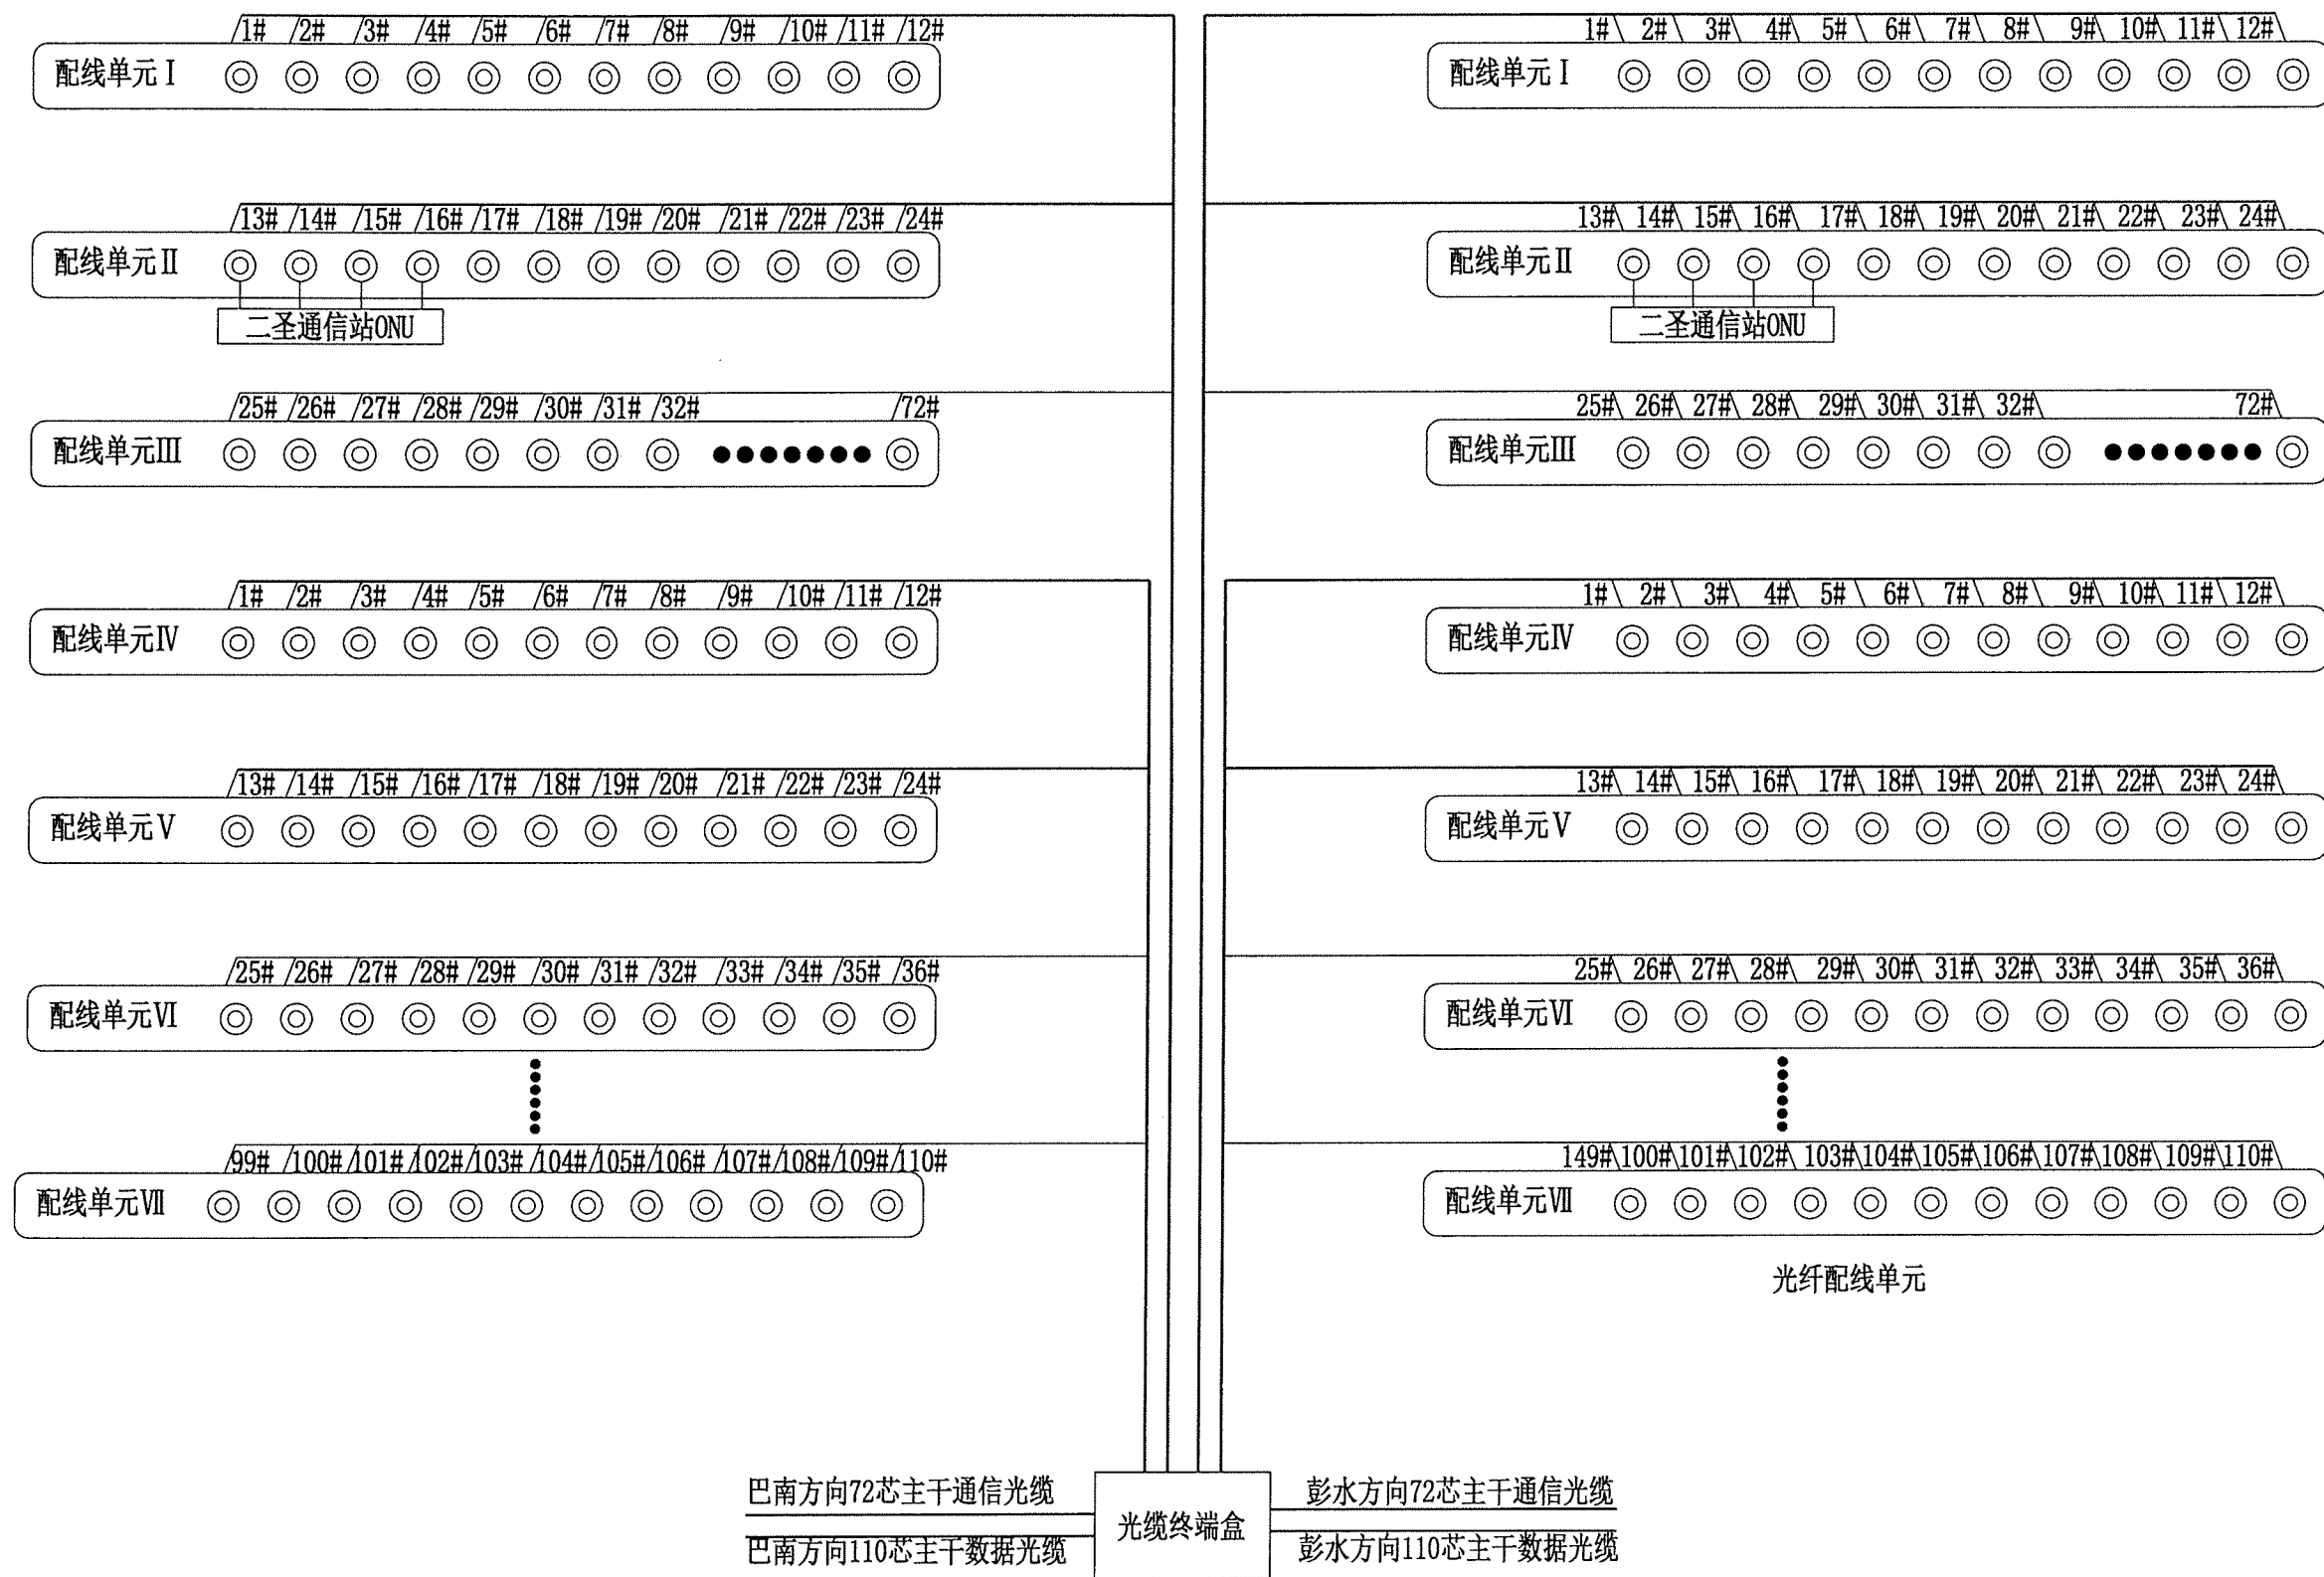 1# 2# 3# 4# 5# 6# 7# 8# 9# 10# 11# 12#
配线单元Ⅰ
13# 14# 15# 16# 17# 18# 19# 20# 21# 22# 23# 24#
配线单元Ⅱ
二圣通信站ONU
25# 26# 27# 28# 29# 30# 31# 32# 72#
配线单元Ⅲ
1# 2# 3# 4# 5# 6# 7# 8# 9# 10# 11# 12#
配线单元Ⅳ
13# 14# 15# 16# 17# 18# 19# 20# 21# 22# 23# 24#
配线单元Ⅴ
25# 26# 27# 28# 29# 30# 31# 32# 33# 34# 35# 36#
配线单元Ⅵ
99# 100# 101# 102# 103# 104# 105# 106# 107# 108# 109# 110#
配线单元Ⅶ
1# 2# 3# 4# 5# 6# 7# 8# 9# 10# 11# 12#
配线单元Ⅰ
13# 14# 15# 16# 17# 18# 19# 20# 21# 22# 23# 24#
配线单元Ⅱ
二圣通信站ONU
25# 26# 27# 28# 29# 30# 31# 32# 72#
配线单元Ⅲ
1# 2# 3# 4# 5# 6# 7# 8# 9# 10# 11# 12#
配线单元Ⅳ
13# 14# 15# 16# 17# 18# 19# 20# 21# 22# 23# 24#
配线单元Ⅴ
25# 26# 27# 28# 29# 30# 31# 32# 33# 34# 35# 36#
配线单元Ⅵ
149# 100# 101# 102# 103# 104# 105# 106# 107# 108# 109# 110#
配线单元Ⅶ
光纤配线单元
巴南方向72芯主干通信光缆
巴南方向110芯主干数据光缆
光缆终端盒
彭水方向72芯主干通信光缆
彭水方向110芯主干数据光缆